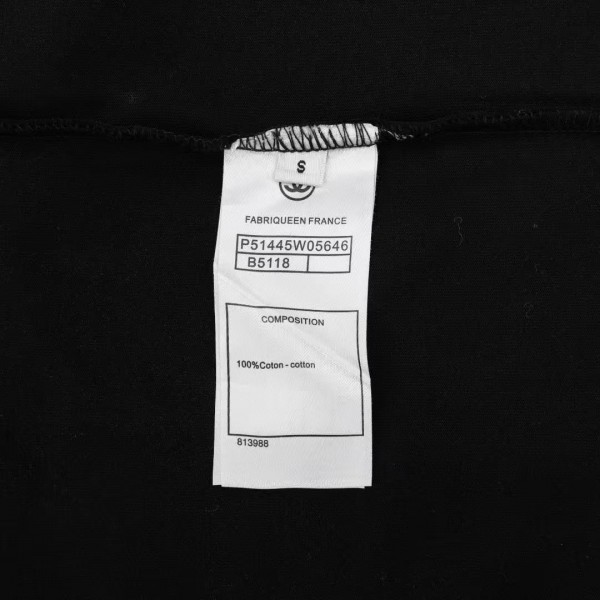 S
FABRIQUEEN FRANCE
P51445W05646
B5118
COMPOSITION
100%Coton - cotton
813988